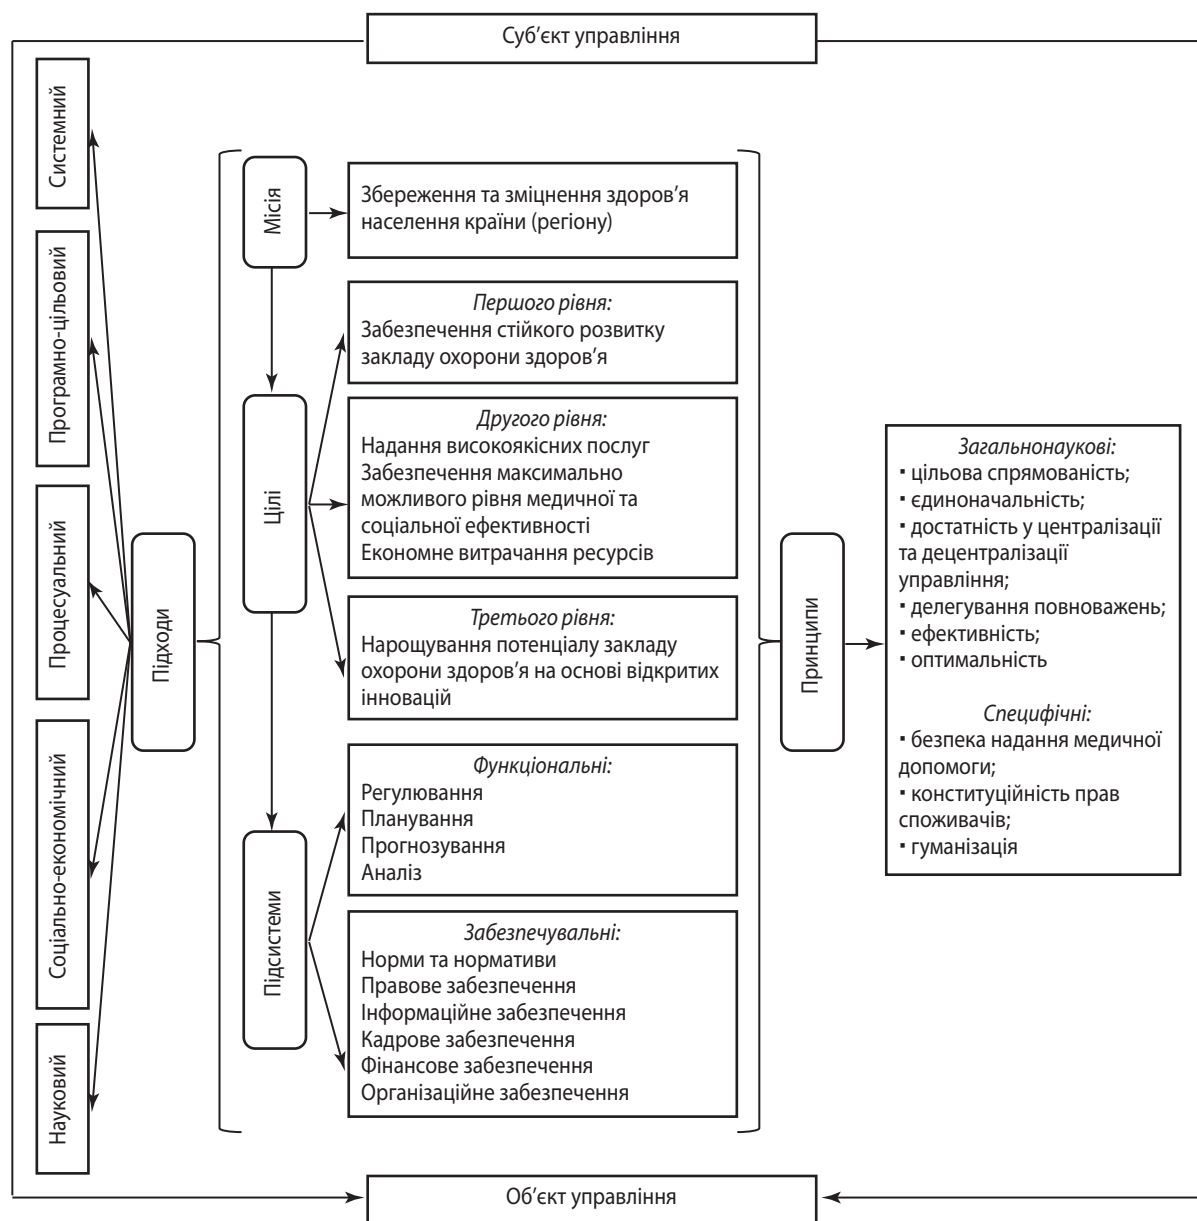 Суб’єкт управління
Системний
Програмно-цільовий
Процесуальний
Соціально-економічний
Науковий
Підходи
Місія
Збереження та зміцнення здоров’я
населення країни (регіону)
Цілі
Першого рівня:
Забезпечення стійкого розвитку
закладу охорони здоров’я
Другого рівня:
Надання високоякісних послуг
Забезпечення максимально
можливого рівня медичної та
соціальної ефективності
Економне витрачання ресурсів
Третього рівня:
Нарощування потенціалу закладу
охорони здоров’я на основі відкритих
інновацій
Підсистеми
Функціональні:
Регулювання
Планування
Прогнозування
Аналіз
Забезпечувальні:
Норми та нормативи
Правове забезпечення
Інформаційне забезпечення
Кадрове забезпечення
Фінансове забезпечення
Організаційне забезпечення
Принципи
Загальнонаукові:
· цільова спрямованість;
· єдиноначальність;
· достатність у централізації
та децентралізації
управління;
· делегування повноважень;
· ефективність;
· оптимальність
Специфічні:
· безпека надання медичної
допомоги;
· конституційність прав
споживачів;
· гуманізація
Об’єкт управління